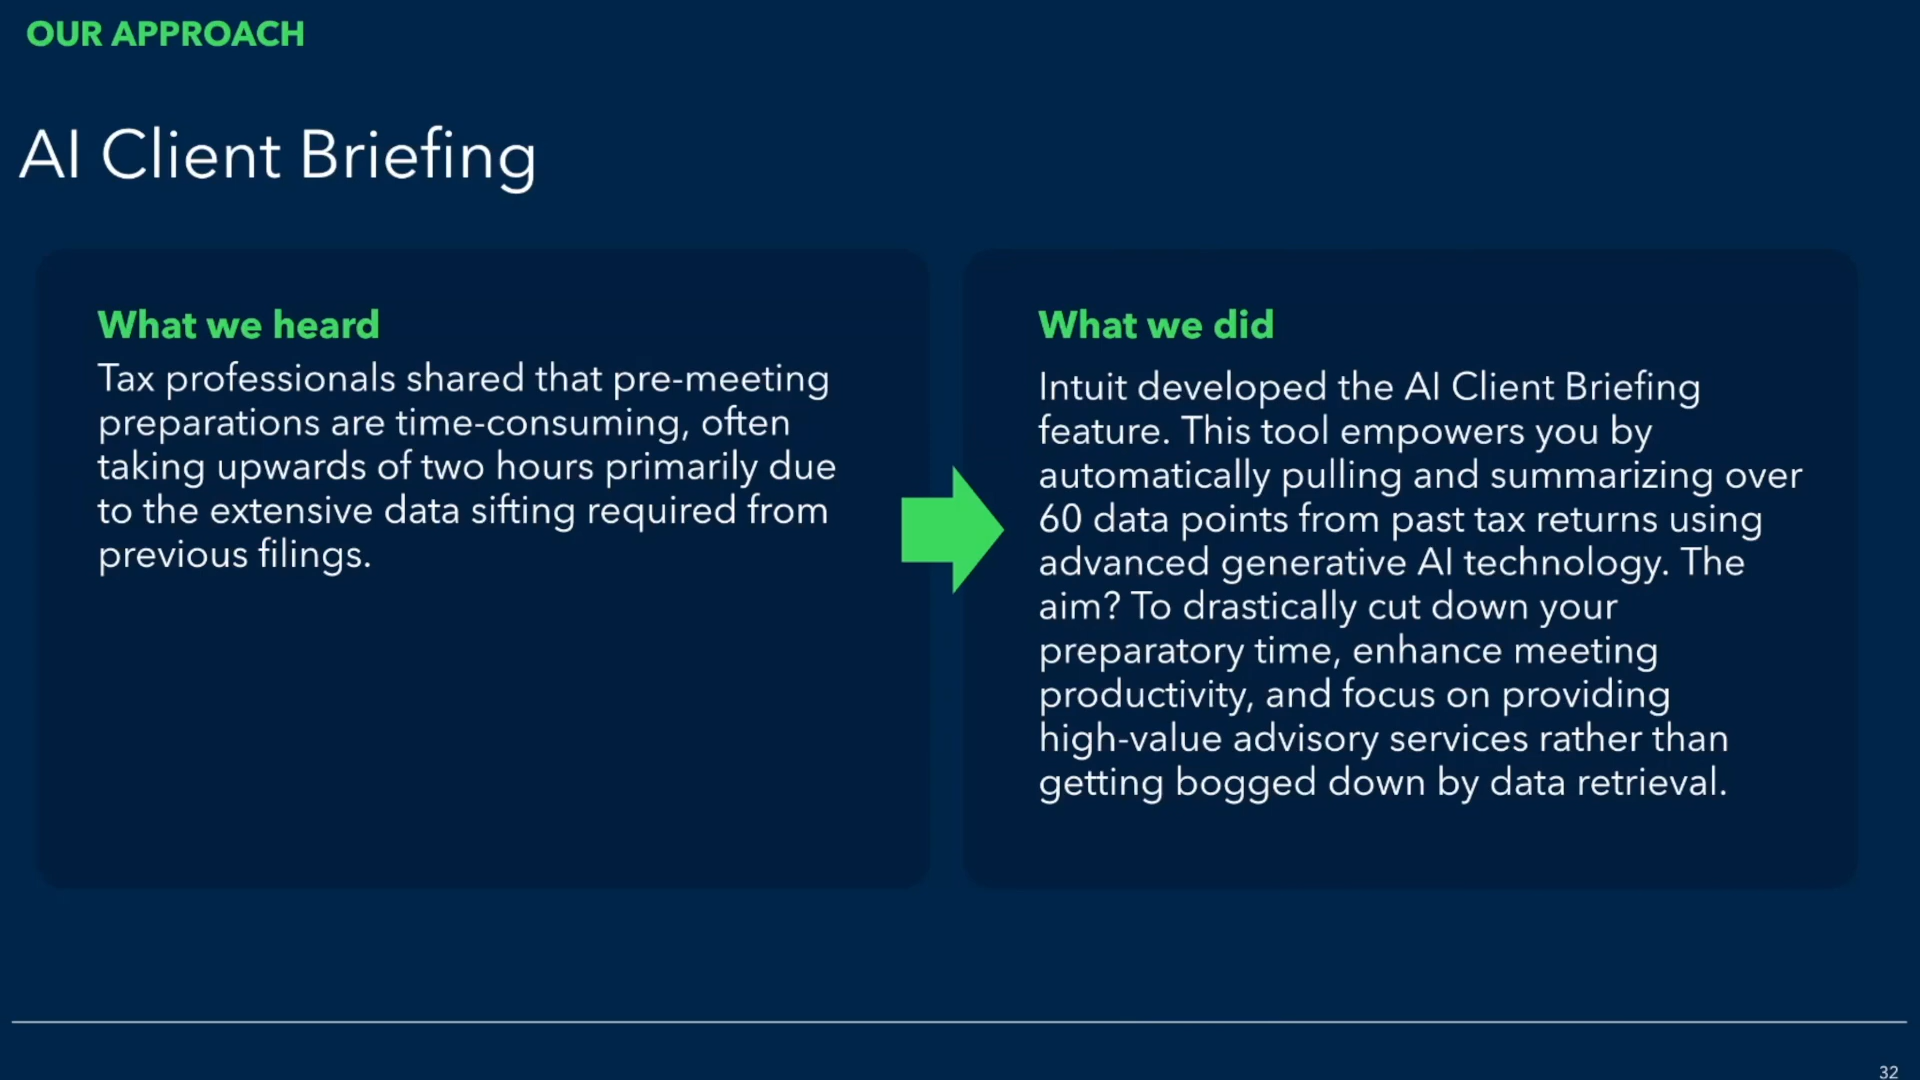 OUR APPROACH
AI Client Briefing
What we heard
Tax professionals shared that pre-meeting
preparations are time-consuming, often
taking upwards of two hours primarily due
to the extensive data sifting required from
previous filings.
What we did
Intuit developed the AI Client Briefing
feature. This tool empowers you by
automatically pulling and summarizing over
60 data points from past tax returns using
advanced generative AI technology. The
aim? To drastically cut down your
preparatory time, enhance meeting
productivity, and focus on providing
high-value advisory services rather than
getting bogged down by data retrieval.
32